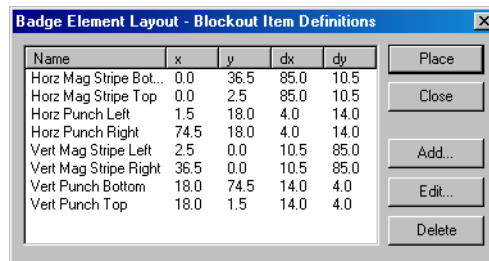 Badge Element Layout - Blockout Item Definitions
Name x y dx dy
Horz Mag Stripe Bot... 0.0 36.5 85.0 10.5
Horz Mag Stripe Top 0.0 2.5 85.0 10.5
Horz Punch Left 1.5 18.0 4.0 14.0
Horz Punch Right 74.5 18.0 4.0 14.0
Vert Mag Stripe Left 2.5 0.0 10.5 85.0
Vert Mag Stripe Right 36.5 0.0 10.5 85.0
Vert Punch Bottom 18.0 74.5 14.0 4.0
Vert Punch Top 18.0 1.5 14.0 4.0
Place
Close
Add...
Edit...
Delete